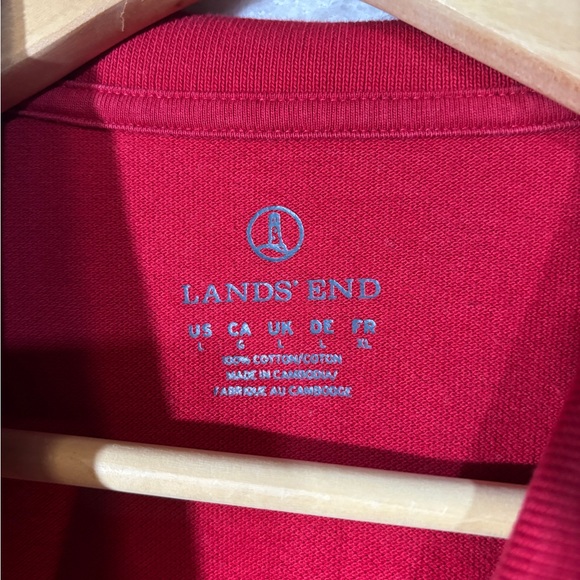 LANDS' END
US CA UK DE FR
L G L L XL
100% COTTON/COTON
MADE IN CAMBODIA/
FABRIQUE AU CAMBODGE